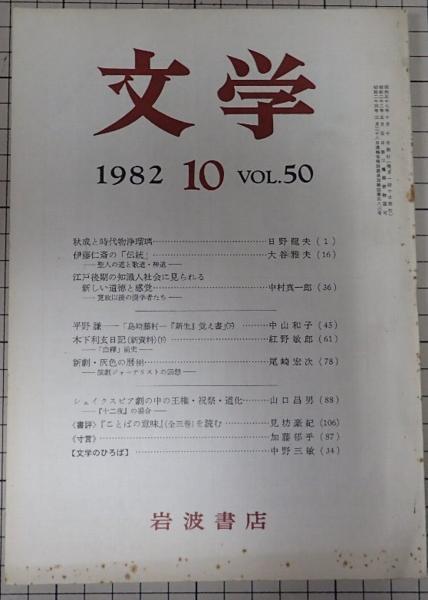 文学
1982 10 VOL.50
秋成と時代物浄瑠璃……………………日野龍夫 (1)
伊藤仁斎の「伝統」……………………大谷雅夫 (16)
——聖人の道と歌道・神道——
江戸後期の知識人社会に見られる
新しい道徳と感覚……………………中村真一郎 (36)
——寛政以後の儒学者たち——
平野謙——「島崎藤村—『新生』覚え書」(下)……中山和子 (45)
木下利玄日記(新資料)(下)……………………紅野敏郎 (61)
——「白樺」前史——
新劇・灰色の暦……………………尾崎宏次 (78)
——演劇ジャーナリストの回想——
シェイクスピア劇の中の王権・祝祭・道化………山口昌男 (88)
——『十二夜』の場合——
〈書評〉『ことばの意味』(全三巻)を読む………見坊豪紀 (106)
〈寸言〉……………………加藤郁乎 (87)
【文学のひろば】……………………中野三敏 (34)
岩波書店